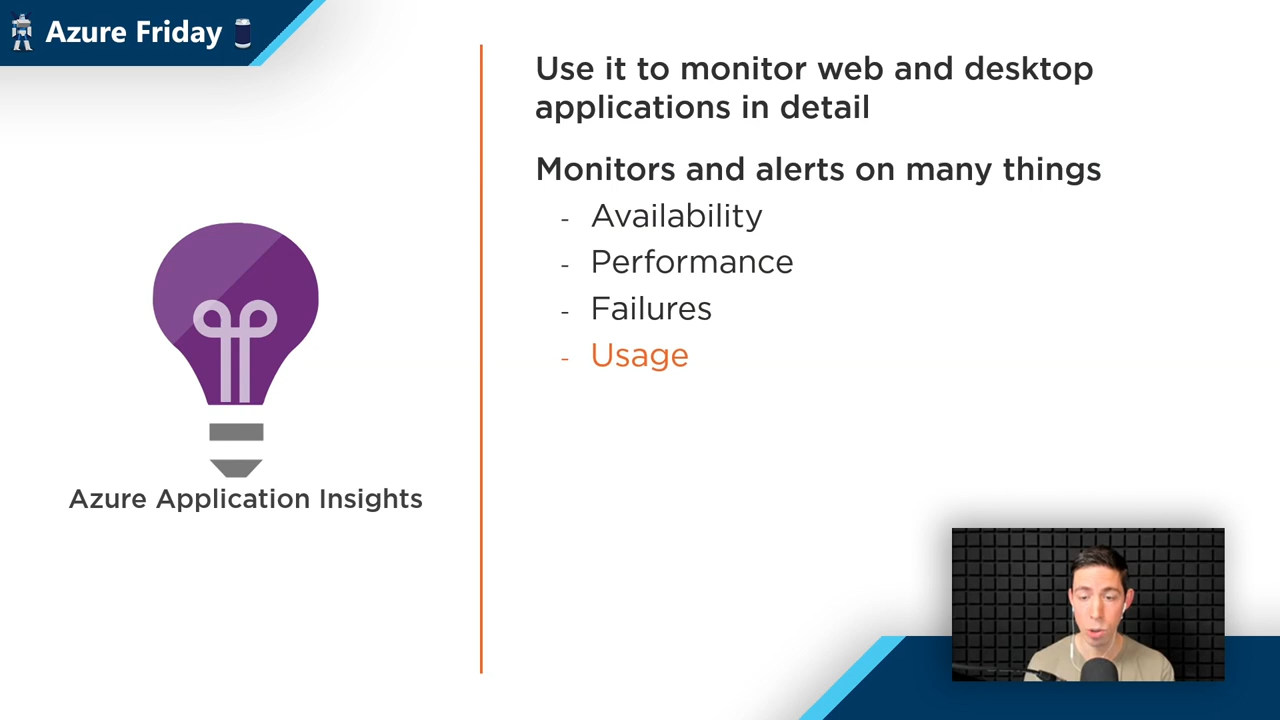 Azure Friday
Use it to monitor web and desktop
applications in detail
Monitors and alerts on many things
- Availability
- Performance
- Failures
- Usage
Azure Application Insights